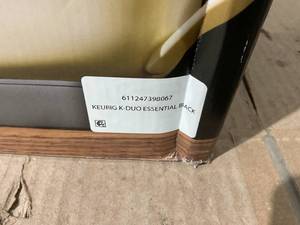 611247398067
KEURIG K-DUO ESSENTIAL BLACK